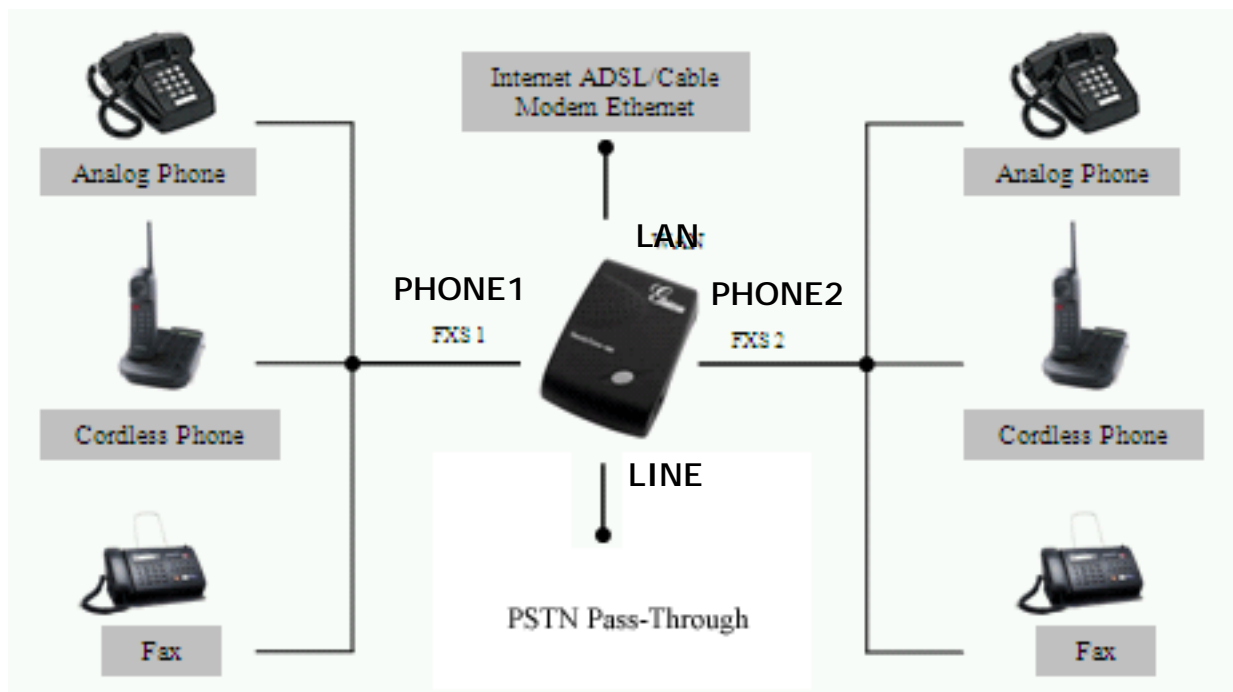 Internet ADSL/Cable
Modem Ethernet
Analog Phone
Analog Phone
LAN
WAN
PHONE1
PHONE2
FXS 1
FXS 2
Cordless Phone
Cordless Phone
LINE
PSTN Pass-Through
Fax
Fax